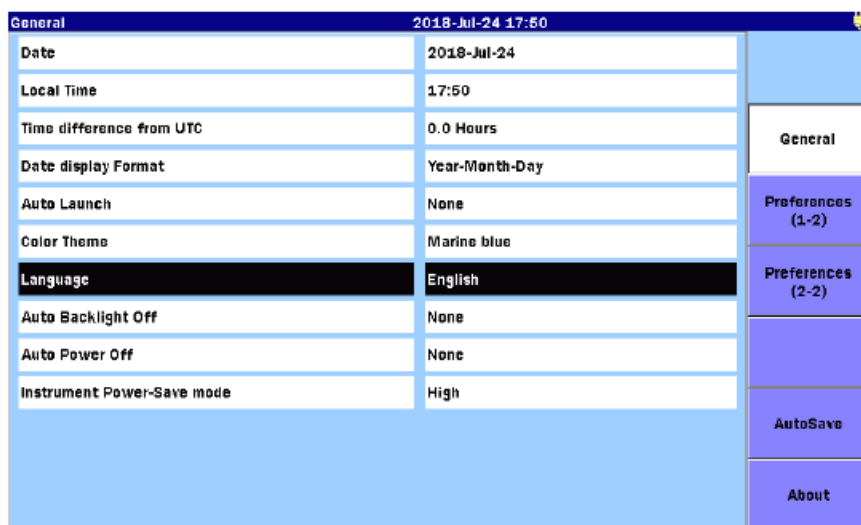 General 2018-Jul-24 17:50
Date 2018-Jul-24
Local Time 17:50
Time difference from UTC 0.0 Hours
Date display Format Year-Month-Day
Auto Launch None
Color Theme Marine blue
Language English
Auto Backlight Off None
Auto Power Off None
Instrument Power-Save mode High
General
Preferences
(1-2)
Preferences
(2-2)
AutoSave
About